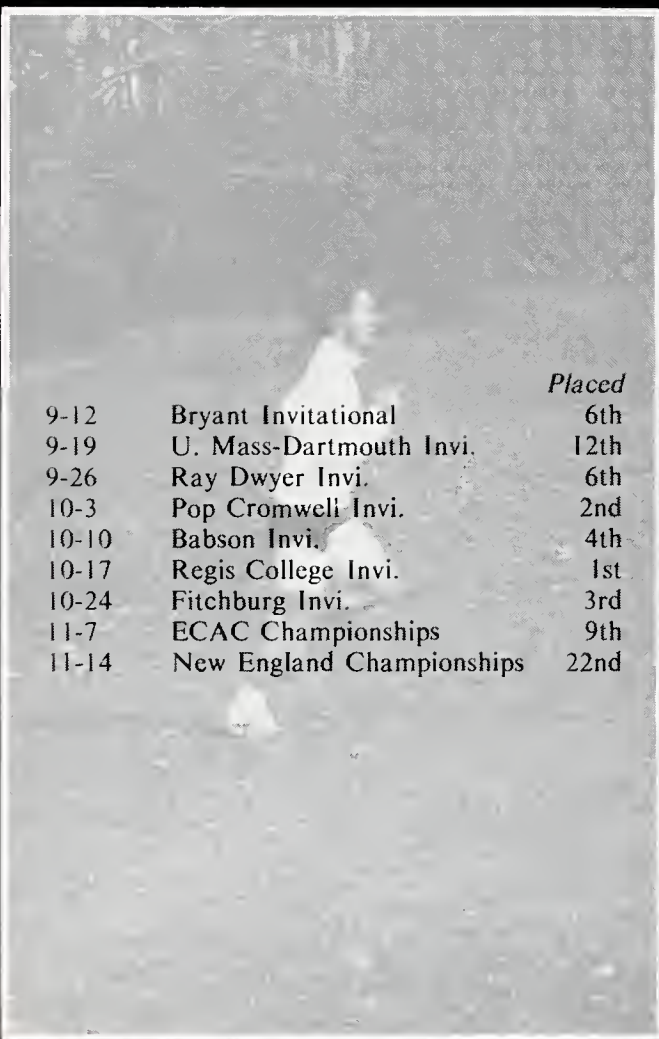 Placed
9-12 Bryant Invitational 6th
9-19 U. Mass-Dartmouth Invi. 12th
9-26 Ray Dwyer Invi. 6th
10-3 Pop Cromwell Invi. 2nd
10-10 Babson Invi. 4th
10-17 Regis College Invi. 1st
10-24 Fitchburg Invi. 3rd
11-7 ECAC Championships 9th
11-14 New England Championships 22nd